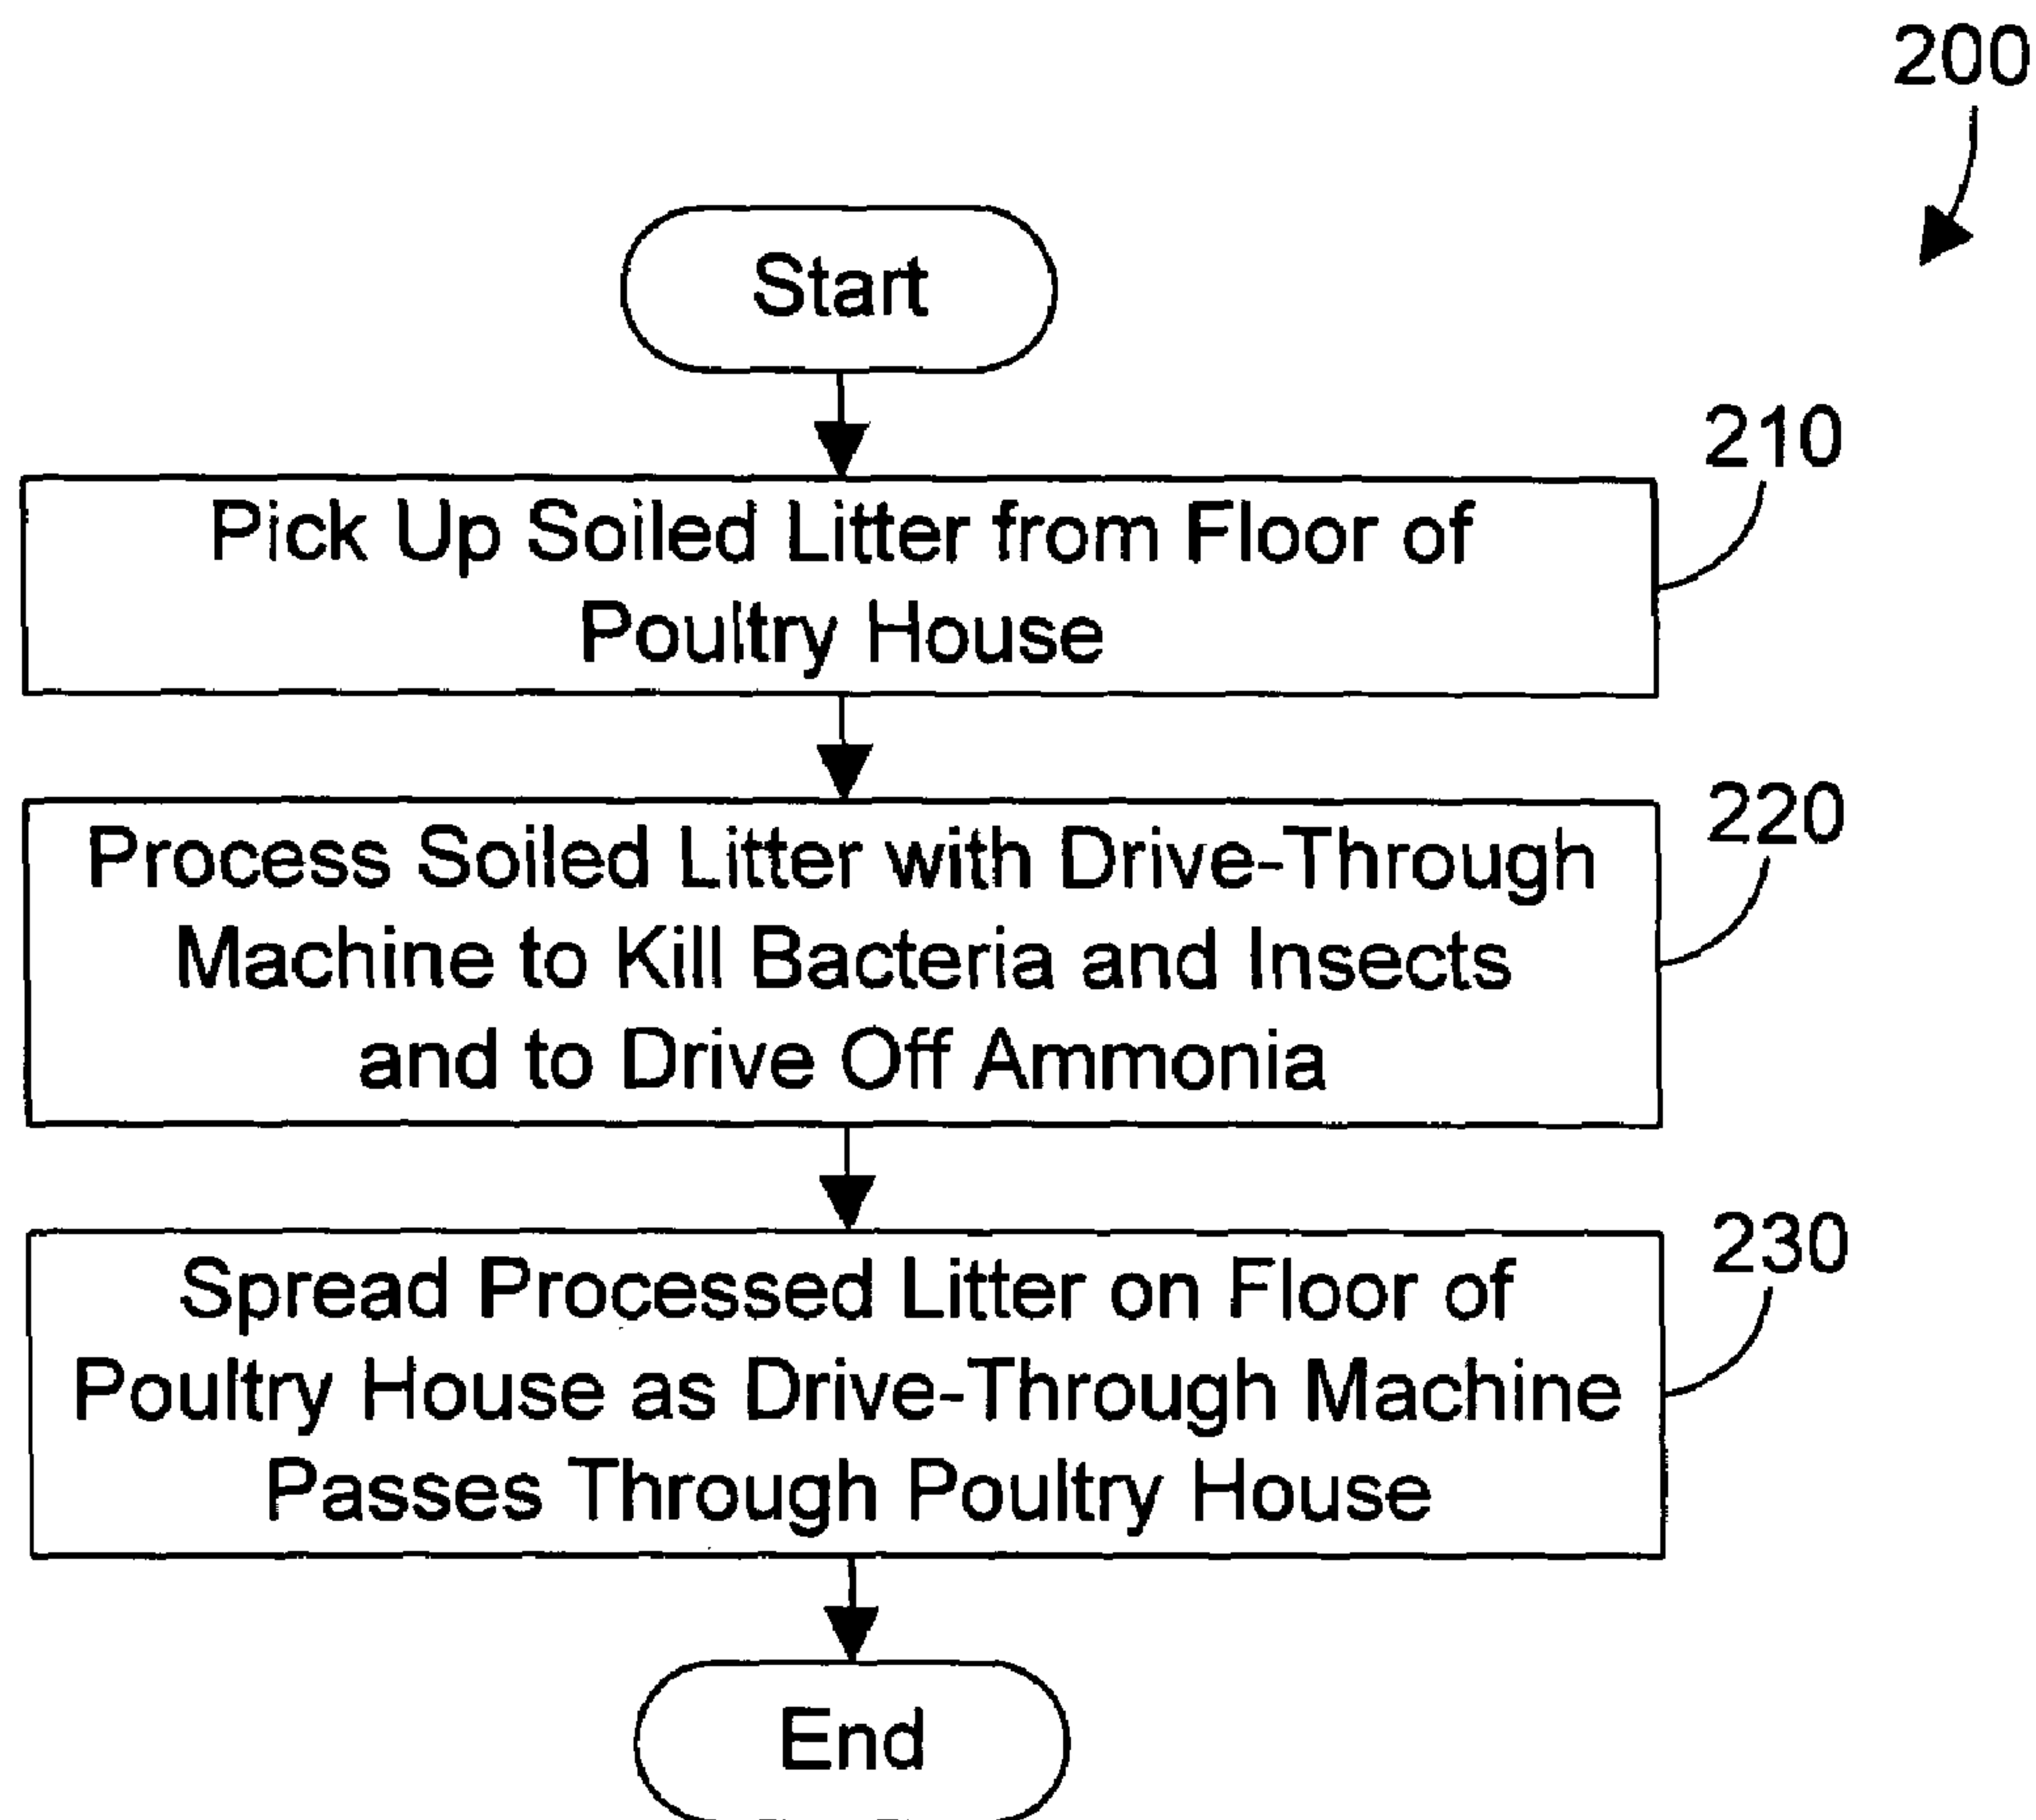 200
Start
210
Pick Up Soiled Litter from Floor of
Poultry House
220
Process Soiled Litter with Drive-Through
Machine to Kill Bacteria and Insects
and to Drive Off Ammonia
230
Spread Processed Litter on Floor of
Poultry House as Drive-Through Machine
Passes Through Poultry House
End